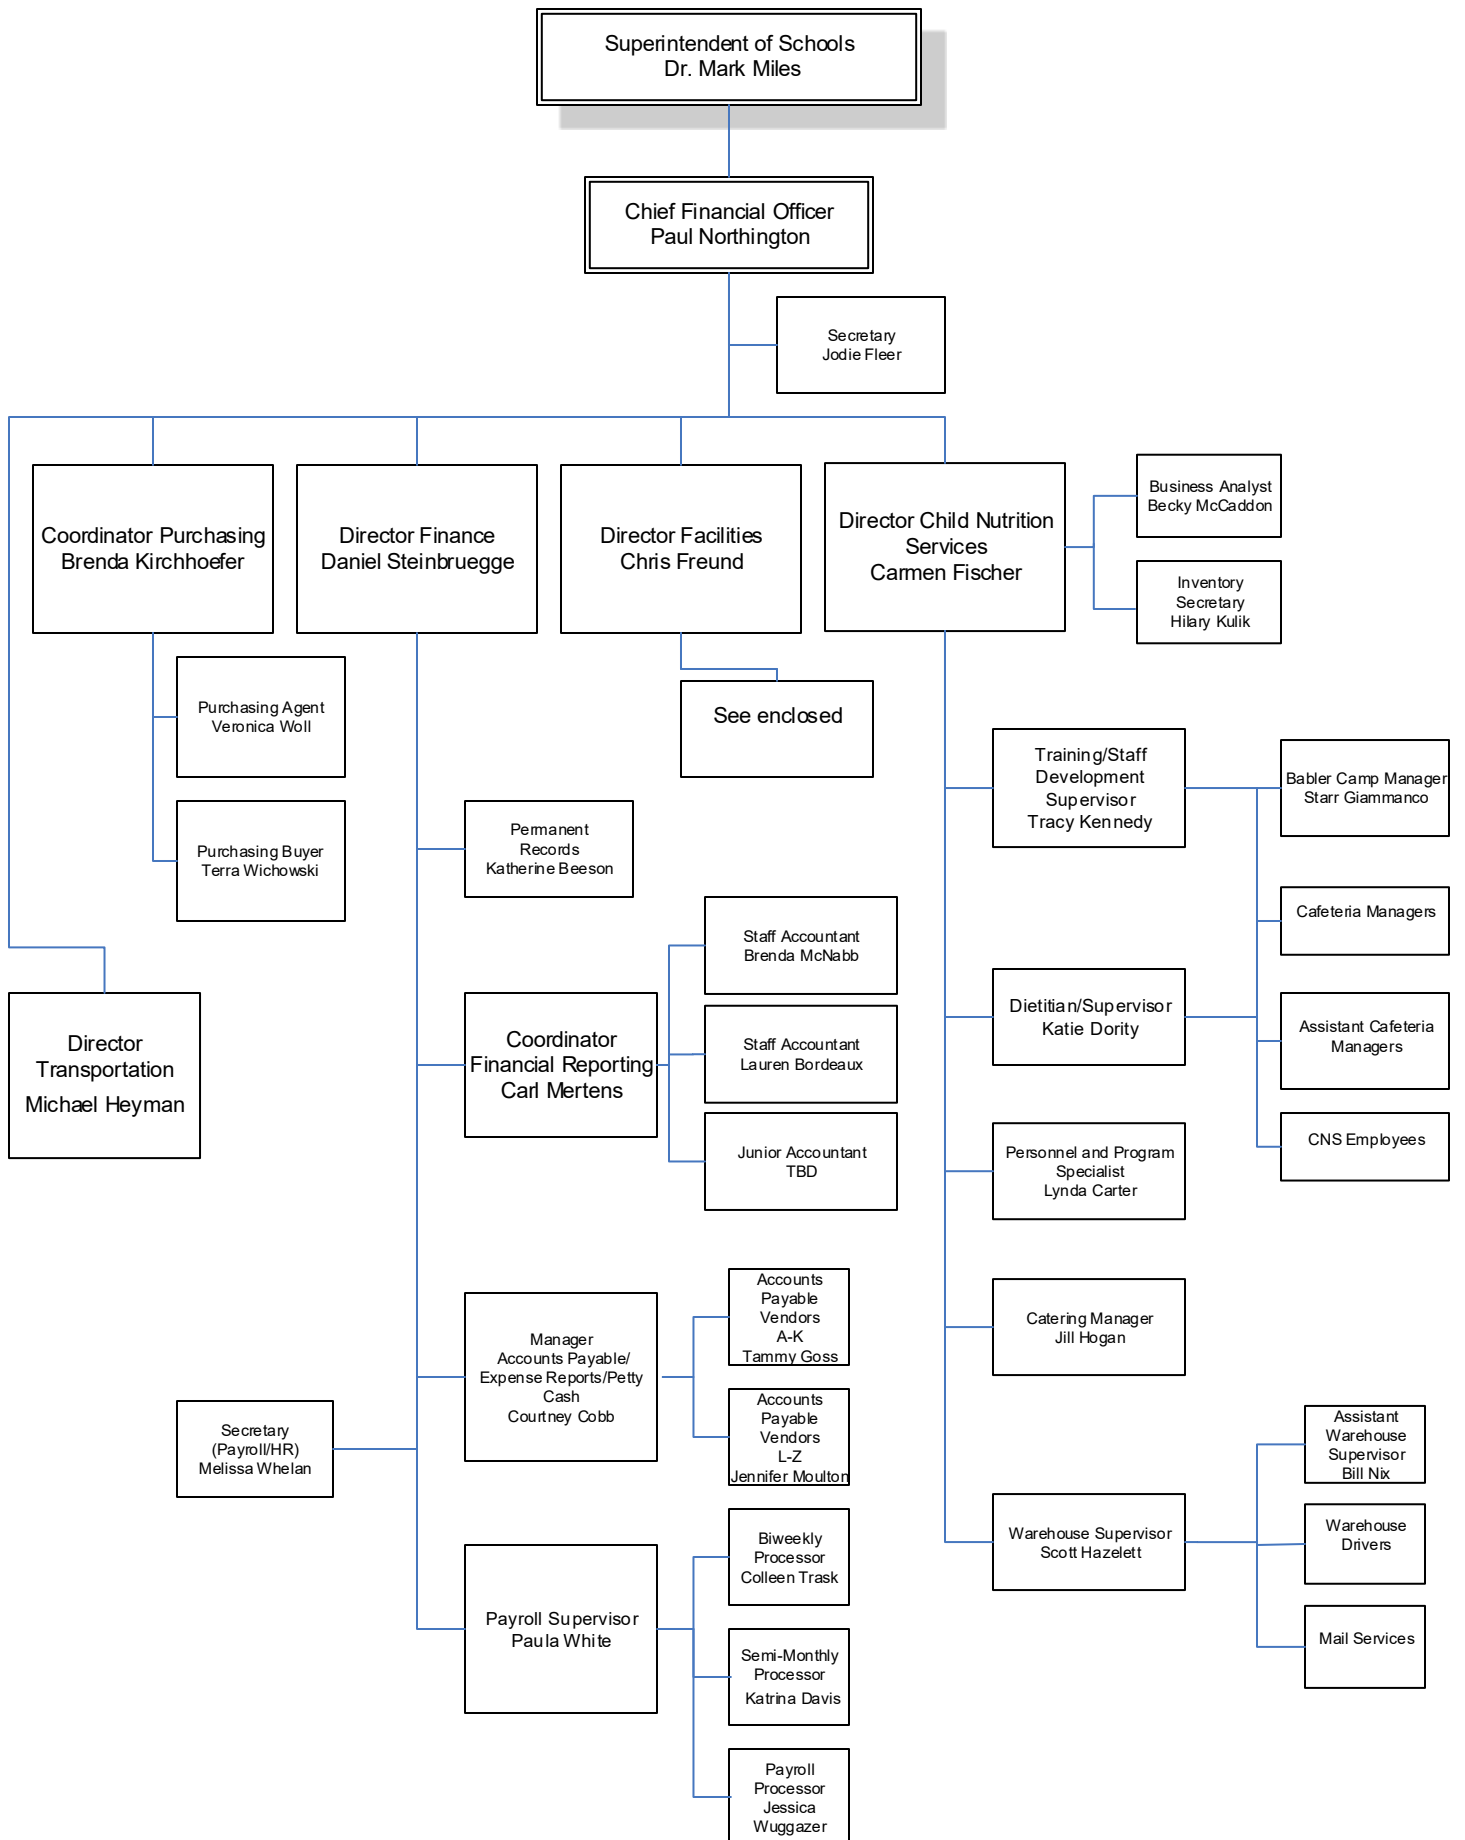 Superintendent of Schools
Dr. Mark Miles
Chief Financial Officer
Paul Northington
Secretary
Jodie Fleer
Coordinator Purchasing
Brenda Kirchhoefer
Director Finance
Daniel Steinbruegge
Director Facilities
Chris Freund
Director Child Nutrition
Services
Carmen Fischer
Business Analyst
Becky McCaddon
Inventory
Secretary
Hilary Kulik
Purchasing Agent
Veronica Woll
Purchasing Buyer
Terra Wichowski
See enclosed
Permanent
Records
Katherine Beeson
Training/Staff
Development
Supervisor
Tracy Kennedy
Babler Camp Manager
Starr Giammanco
Cafeteria Managers
Staff Accountant
Brenda McNabb
Director
Transportation
Michael Heyman
Coordinator
Financial Reporting
Carl Mertens
Staff Accountant
Lauren Bordeaux
Junior Accountant
TBD
Dietitian/Supervisor
Katie Dority
Assistant Cafeteria
Managers
CNS Employees
Personnel and Program
Specialist
Lynda Carter
Catering Manager
Jill Hogan
Manager
Accounts Payable/
Expense Reports/Petty
Cash
Courtney Cobb
Accounts
Payable
Vendors
A-K
Tammy Goss
Accounts
Payable
Vendors
L-Z
Jennifer Moulton
Secretary
(Payroll/HR)
Melissa Whelan
Assistant
Warehouse
Supervisor
Bill Nix
Warehouse Supervisor
Scott Hazelett
Warehouse
Drivers
Mail Services
Payroll Supervisor
Paula White
Biweekly
Processor
Colleen Trask
Semi-Monthly
Processor
Katrina Davis
Payroll
Processor
Jessica
Wuggazer